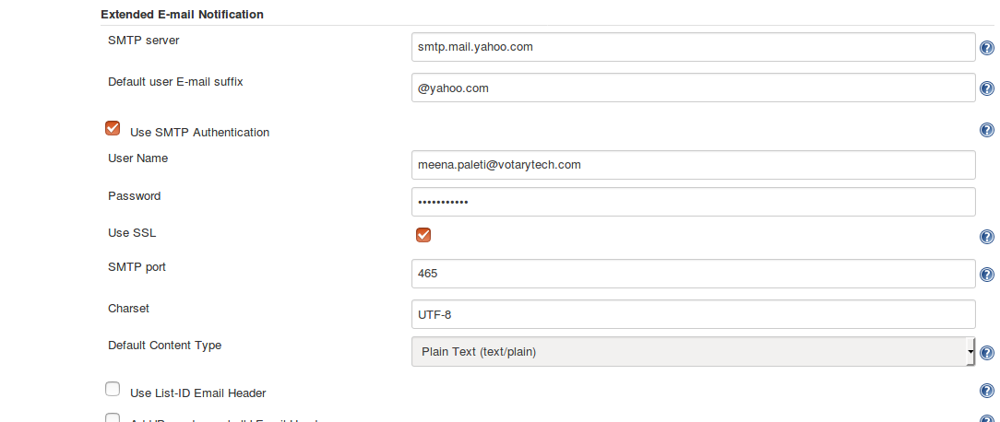 Extended E-mail Notification
SMTP server
smtp.mail.yahoo.com
Default user E-mail suffix
@yahoo.com
Use SMTP Authentication
User Name
meena.paleti@votarytech.com
Password
•••••••••••
Use SSL
SMTP port
465
Charset
UTF-8
Default Content Type
Plain Text (text/plain)
Use List-ID Email Header